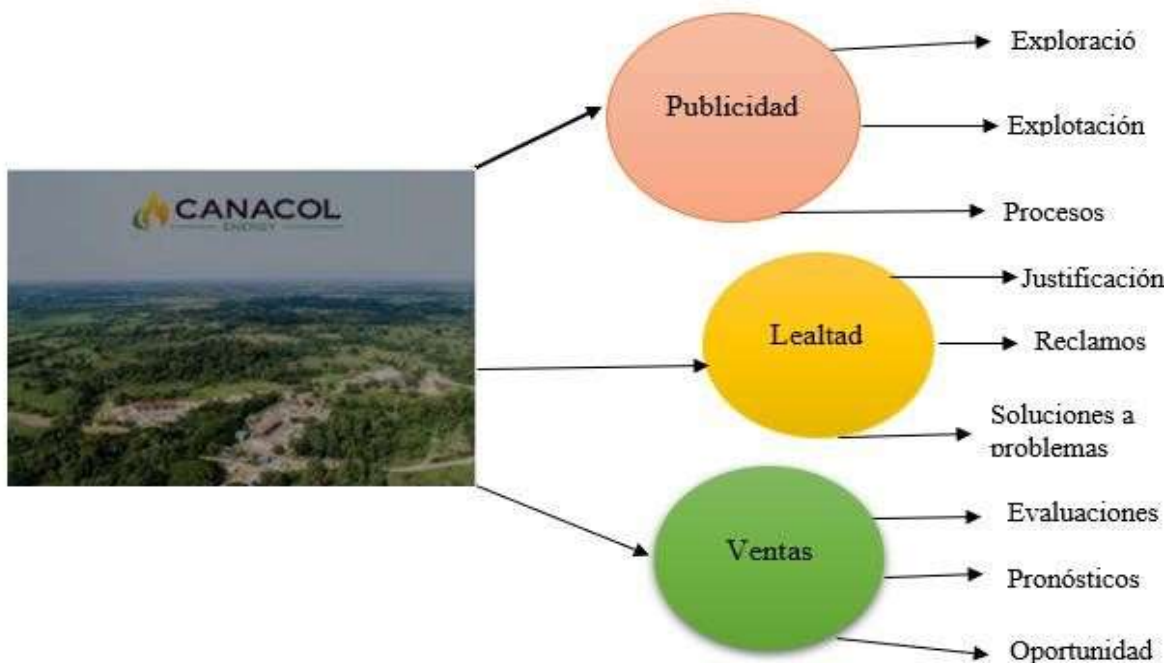 CANACOL
ENERGY
Publicidad
Exploració
Explotación
Procesos
Lealtad
Justificación
Reclamos
Soluciones a
problemas
Ventas
Evaluaciones
Pronósticos
Oportunidad